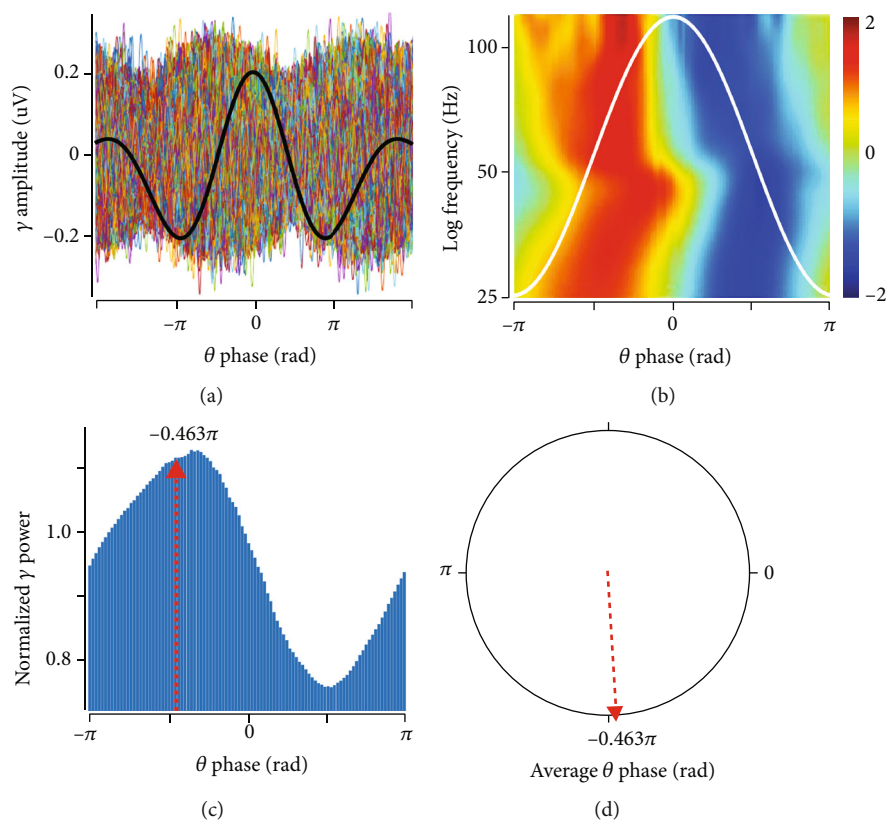 γ amplitude (uV)
0.2
0
−0.2
−π 0 π
θ phase (rad)
(a)
Log frequency (Hz)
100
50
25
−π 0 π
θ phase (rad)
2
0
−2
(b)
−0.463π
Normalized γ power
1.0
0.8
−π 0 π
θ phase (rad)
(c)
π 0
−0.463π
Average θ phase (rad)
(d)